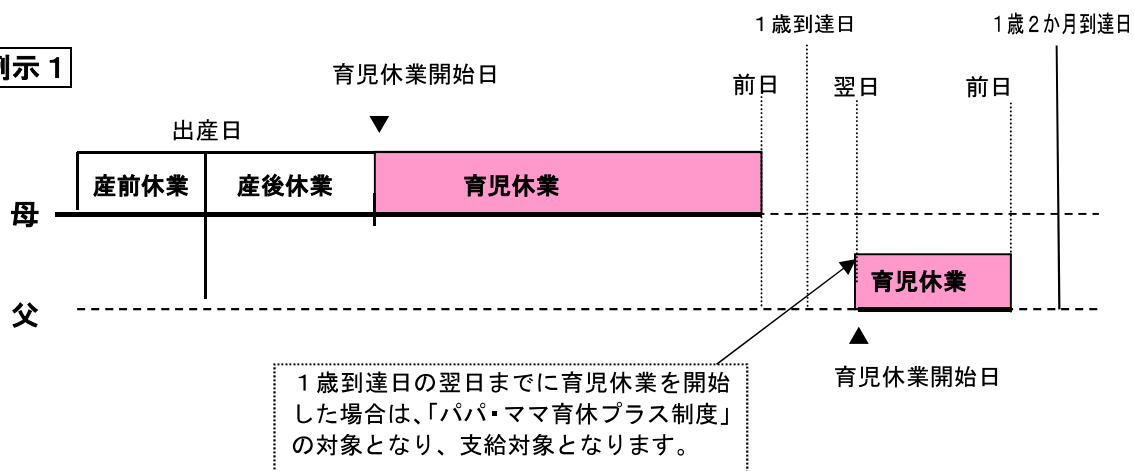 １歳到達日
１歳２か月到達日
例示１
育児休業開始日
前日
翌日
前日
出産日
産前休業
産後休業
育児休業
母
育児休業
父
１歳到達日の翌日までに育児休業を開始
した場合は、「パパ・ママ育休プラス制度」
の対象となり、支給対象となります。
育児休業開始日